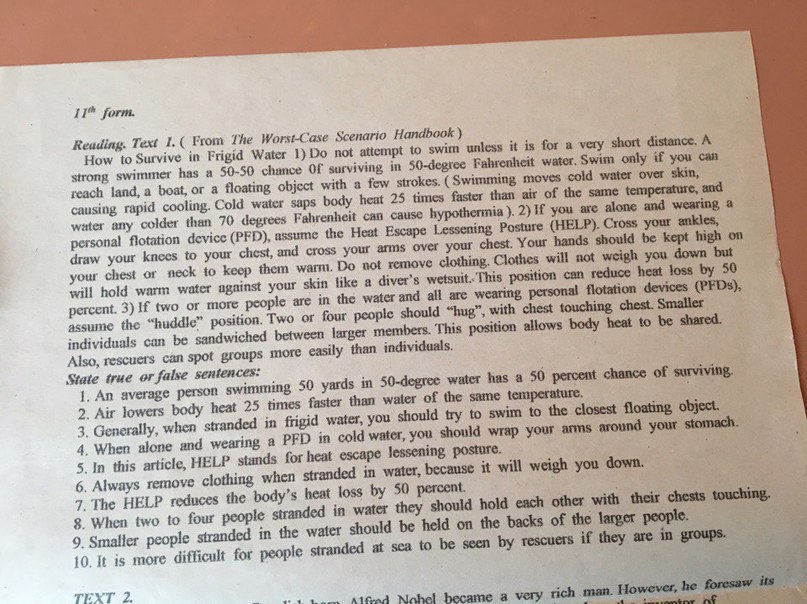 11th form.
Reading. Text 1. ( From The Worst-Case Scenario Handbook )
How to Survive in Frigid Water 1) Do not attempt to swim unless it is for a very short distance. A
strong swimmer has a 50-50 chance 0f surviving in 50-degree Fahrenheit water. Swim only if you can
reach land, a boat, or a floating object with a few strokes. ( Swimming moves cold water over skin,
causing rapid cooling. Cold water saps body heat 25 times faster than air of the same temperature, and
water any colder than 70 degrees Fahrenheit can cause hypothermia ). 2) If you are alone and wearing a
personal flotation device (PFD), assume the Heat Escape Lessening Posture (HELP). Cross your ankles,
draw your knees to your chest, and cross your arms over your chest. Your hands should be kept high on
your chest or neck to keep them warm. Do not remove clothing. Clothes will not weigh you down but
will hold warm water against your skin like a diver's wetsuit. This position can reduce heat loss by 50
percent. 3) If two or more people are in the water and all are wearing personal flotation devices (PFDs),
assume the "huddle" position. Two or four people should "hug", with chest touching chest. Smaller
individuals can be sandwiched between larger members. This position allows body heat to be shared.
Also, rescuers can spot groups more easily than individuals.
State true or false sentences:
1. An average person swimming 50 yards in 50-degree water has a 50 percent chance of surviving.
2. Air lowers body heat 25 times faster than water of the same temperature.
3. Generally, when stranded in frigid water, you should try to swim to the closest floating object.
4. When alone and wearing a PFD in cold water, you should wrap your arms around your stomach.
5. In this article, HELP stands for heat escape lessening posture.
6. Always remove clothing when stranded in water, because it will weigh you down.
7. The HELP reduces the body's heat loss by 50 percent.
8. When two to four people stranded in water they should hold each other with their chests touching.
9. Smaller people stranded in the water should be held on the backs of the larger people.
10. It is more difficult for people stranded at sea to be seen by rescuers if they are in groups.
TEXT 2.
Alfred Nobel became a very rich man. However, he foresaw its